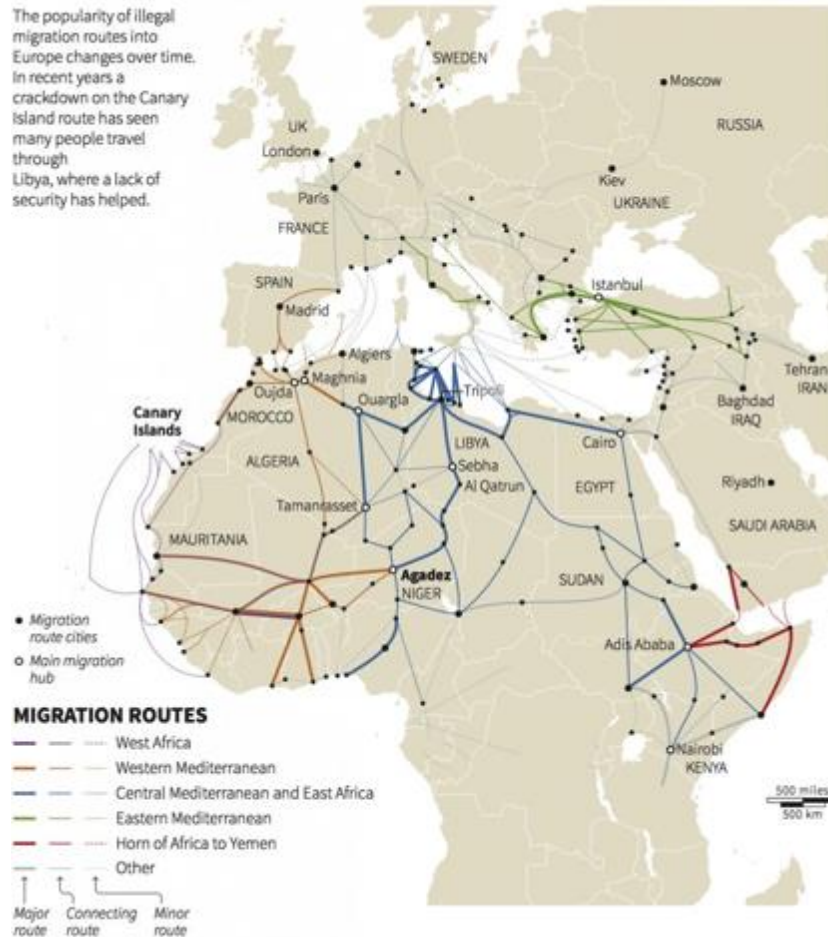 The popularity of illegal
migration routes into
Europe changes over time.
In recent years a
crackdown on the Canary
Island route has seen
many people travel
through
Libya, where a lack of
security has helped.
SWEDEN
Moscow
UK
RUSSIA
London
Kiev
Paris
UKRAINE
FRANCE
SPAIN
Istanbul
Madrid
Algiers
Tehran
IRAN
Maghnia
Oujda
Tripoli
Baghdad
IRAQ
Ouargla
Canary
Islands
MOROCCO
LIBYA
Cairo
ALGERIA
Sebha
Al Qatrun
EGYPT
Riyadh
Tamanrasset
SAUDI ARABIA
MAURITANIA
Agadez
NIGER
SUDAN
Migration
route cities
Main migration
hub
Adis Ababa
MIGRATION ROUTES
West Africa
Nairobi
KENYA
Western Mediterranean
Central Mediterranean and East Africa
500 miles
500 km
Eastern Mediterranean
Horn of Africa to Yemen
Other
Major
route
Connecting
route
Minor
route